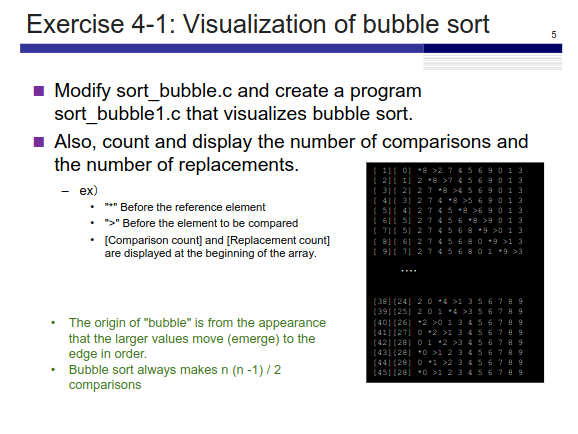 Exercise 4-1: Visualization of bubble sort
5
■ Modify sort_bubble.c and create a program
sort_bubble1.c that visualizes bubble sort.
■ Also, count and display the number of comparisons and
the number of replacements.
– ex）
• "*" Before the reference element
• ">" Before the element to be compared
• [Comparison count] and [Replacement count]
are displayed at the beginning of the array.
[ 1][ 0] *8 >2 7 4 5 6 9 0 1 3
[ 2][ 1] 2 *8 >7 4 5 6 9 0 1 3
[ 3][ 2] 2 7 *8 >4 5 6 9 0 1 3
[ 4][ 3] 2 7 4 *8 >5 6 9 0 1 3
[ 5][ 4] 2 7 4 5 *8 >6 9 0 1 3
[ 6][ 5] 2 7 4 5 6 *8 >9 0 1 3
[ 7][ 5] 2 7 4 5 6 8 *9 >0 1 3
[ 8][ 6] 2 7 4 5 6 8 0 *9 >1 3
[ 9][ 7] 2 7 4 5 6 8 0 1 *9 >3
....
[38][24] 2 0 *4 >1 3 5 6 7 8 9
[39][25] 2 0 1 *4 >3 5 6 7 8 9
[40][26] *2 >0 1 3 4 5 6 7 8 9
[41][27] 0 *2 >1 3 4 5 6 7 8 9
[42][28] 0 1 *2 >3 4 5 6 7 8 9
[43][28] *0 >1 2 3 4 5 6 7 8 9
[44][28] 0 *1 >2 3 4 5 6 7 8 9
[45][28] *0 >1 2 3 4 5 6 7 8 9
• The origin of "bubble" is from the appearance
that the larger values move (emerge) to the
edge in order.
• Bubble sort always makes n (n -1) / 2
comparisons